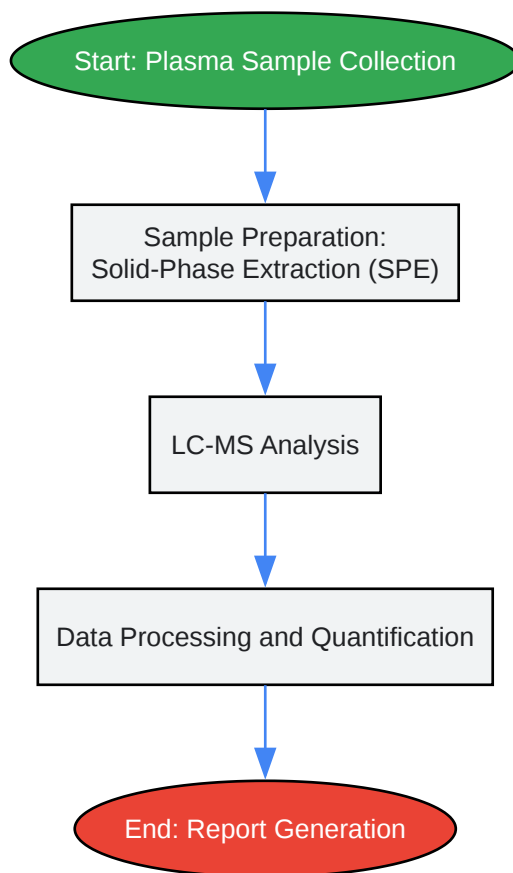 Start: Plasma Sample Collection
Sample Preparation:
Solid-Phase Extraction (SPE)
LC-MS Analysis
Data Processing and Quantification
End: Report Generation